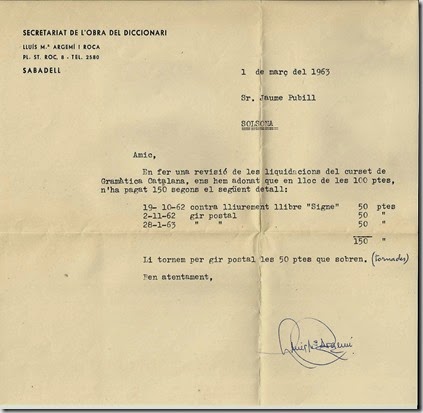 SECRETARIAT DE L'OBRA DEL DICCIONARI
LLUÍS M.ª ARGEMÍ I ROCA
PL. ST. ROC, 8 - TEL. 2580
SABADELL
1 de març del 1963
Sr. Jaume Pubill
SOLSONA
Amic,
En fer una revisió de les liquidacions del curset de
Gramàtica Catalana, ens hem adonat que en lloc de les 100 ptes,
n'ha pagat 150 segons el següent detall:
19- 10-62 contra lliurement llibre "Signe" 50 ptes
2-11-62 gir postal 50 "
28-1-63 " " 50 "
150 "
Li tornem per gir postal les 50 ptes que sobren. (tornades)
Ben atentament,
Lluís Mª Argemí